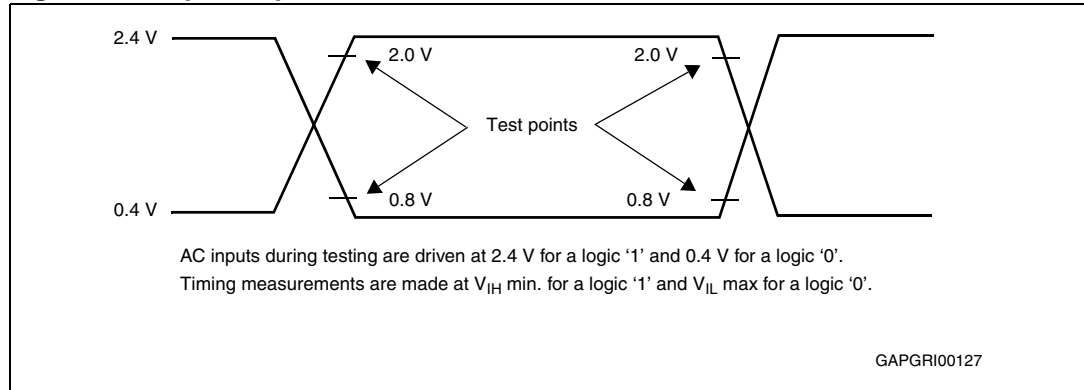 2.4 V
2.0 V
2.0 V
Test points
0.8 V
0.8 V
0.4 V
AC inputs during testing are driven at 2.4 V for a logic ‘1’ and 0.4 V for a logic ‘0’.
Timing measurements are made at VIH min. for a logic ‘1’ and VIL max for a logic ‘0’.
GAPGRI00127